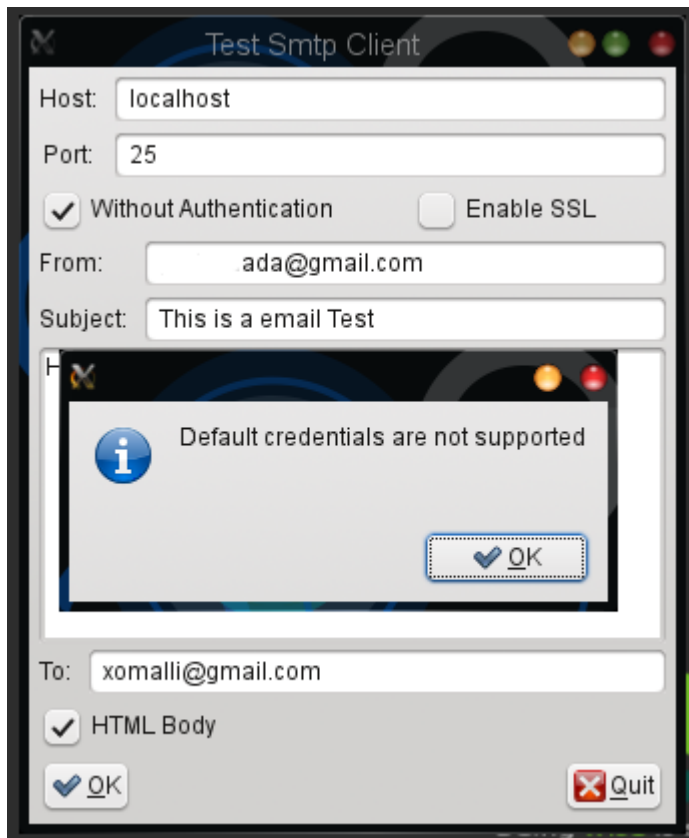 Test Smtp Client
Host: localhost
Port: 25
Without Authentication Enable SSL
From: ada@gmail.com
Subject: This is a email Test
H
Default credentials are not supported
OK
To: xomalli@gmail.com
HTML Body
OK Quit